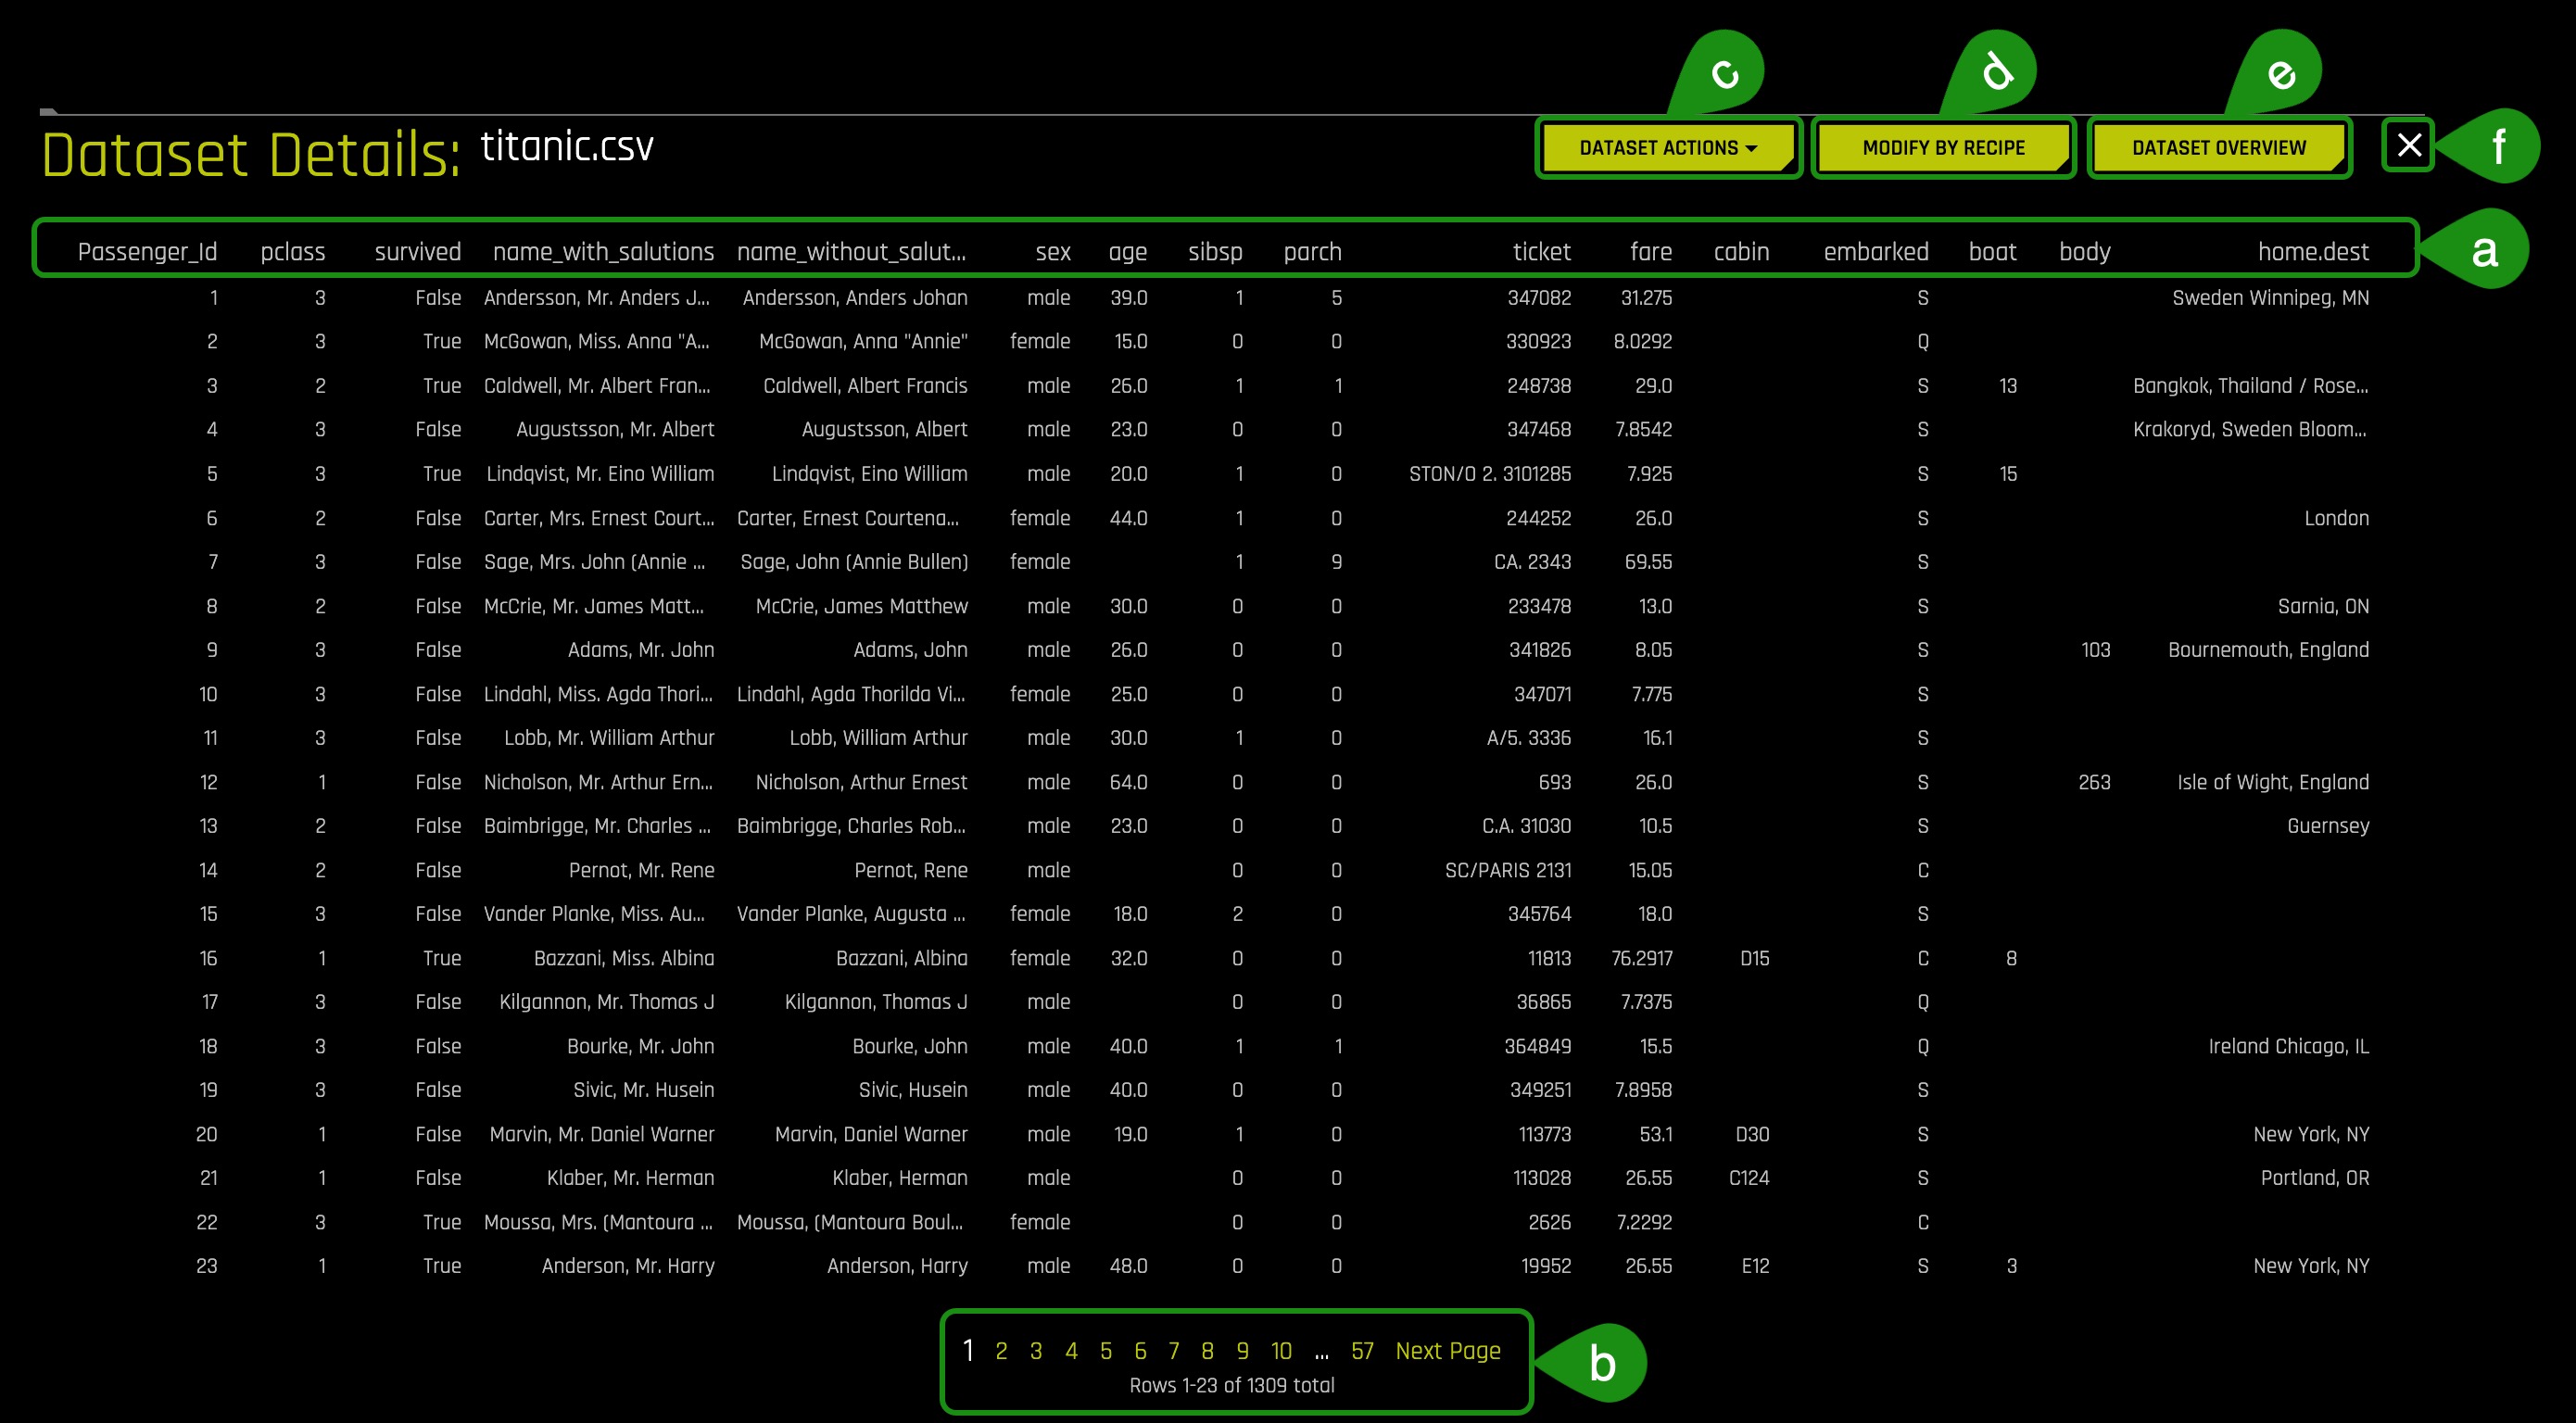 c d e
Dataset Details: titanic.csv DATASET ACTIONS MODIFY BY RECIPE DATASET OVERVIEW f
Passenger_Id pclass survived name_with_salutions name_without_salut... sex age sibsp parch ticket fare cabin embarked boat body home.dest a
1 3 False Andersson, Mr. Anders J... Andersson, Anders Johan male 39.0 1 5 347082 31.275 S Sweden Winnipeg, MN
2 3 True McGowan, Miss. Anna "A... McGowan, Anna "Annie" female 15.0 0 0 330923 8.0292 Q
3 2 True Caldwell, Mr. Albert Fran... Caldwell, Albert Francis male 26.0 1 1 248738 29.0 S 13 Bangkok, Thailand / Rose...
4 3 False Augustsson, Mr. Albert Augustsson, Albert male 23.0 0 0 347468 7.8542 S Krakoryd, Sweden Bloom...
5 3 True Lindqvist, Mr. Eino William Lindqvist, Eino William male 20.0 1 0 STON/O 2. 3101285 7.925 S 15
6 2 False Carter, Mrs. Ernest Court... Carter, Ernest Courtena... female 44.0 1 0 244252 26.0 S London
7 3 False Sage, Mrs. John (Annie ... Sage, John (Annie Bullen) female 1 9 CA. 2343 69.55 S
8 2 False McCrie, Mr. James Matt... McCrie, James Matthew male 30.0 0 0 233478 13.0 S Sarnia, ON
9 3 False Adams, Mr. John Adams, John male 26.0 0 0 341826 8.05 S 103 Bournemouth, England
10 3 False Lindahl, Miss. Agda Thori... Lindahl, Agda Thorilda Vi... female 25.0 0 0 347071 7.775 S
11 3 False Lobb, Mr. William Arthur Lobb, William Arthur male 30.0 1 0 A/5. 3336 16.1 S
12 1 False Nicholson, Mr. Arthur Ern... Nicholson, Arthur Ernest male 64.0 0 0 693 26.0 S 263 Isle of Wight, England
13 2 False Baimbrigge, Mr. Charles ... Baimbrigge, Charles Rob... male 23.0 0 0 C.A. 31030 10.5 S Guernsey
14 2 False Pernot, Mr. Rene Pernot, Rene male 0 0 SC/PARIS 2131 15.05 C
15 3 False Vander Planke, Miss. Au... Vander Planke, Augusta ... female 18.0 2 0 345764 18.0 S
16 1 True Bazzani, Miss. Albina Bazzani, Albina female 32.0 0 0 11813 76.2917 D15 C 8
17 3 False Kilgannon, Mr. Thomas J Kilgannon, Thomas J male 0 0 36865 7.7375 Q
18 3 False Bourke, Mr. John Bourke, John male 40.0 1 1 364849 15.5 Q Ireland Chicago, IL
19 3 False Sivic, Mr. Husein Sivic, Husein male 40.0 0 0 349251 7.8958 S
20 1 False Marvin, Mr. Daniel Warner Marvin, Daniel Warner male 19.0 1 0 113773 53.1 D30 S New York, NY
21 1 False Klaber, Mr. Herman Klaber, Herman male 0 0 113028 26.55 C124 S Portland, OR
22 3 True Moussa, Mrs. (Mantoura ... Moussa, (Mantoura Boul... female 0 0 2626 7.2292 C
23 1 True Anderson, Mr. Harry Anderson, Harry male 48.0 0 0 19952 26.55 E12 S 3 New York, NY
1 2 3 4 5 6 7 8 9 10 ... 57 Next Page b
Rows 1-23 of 1309 total